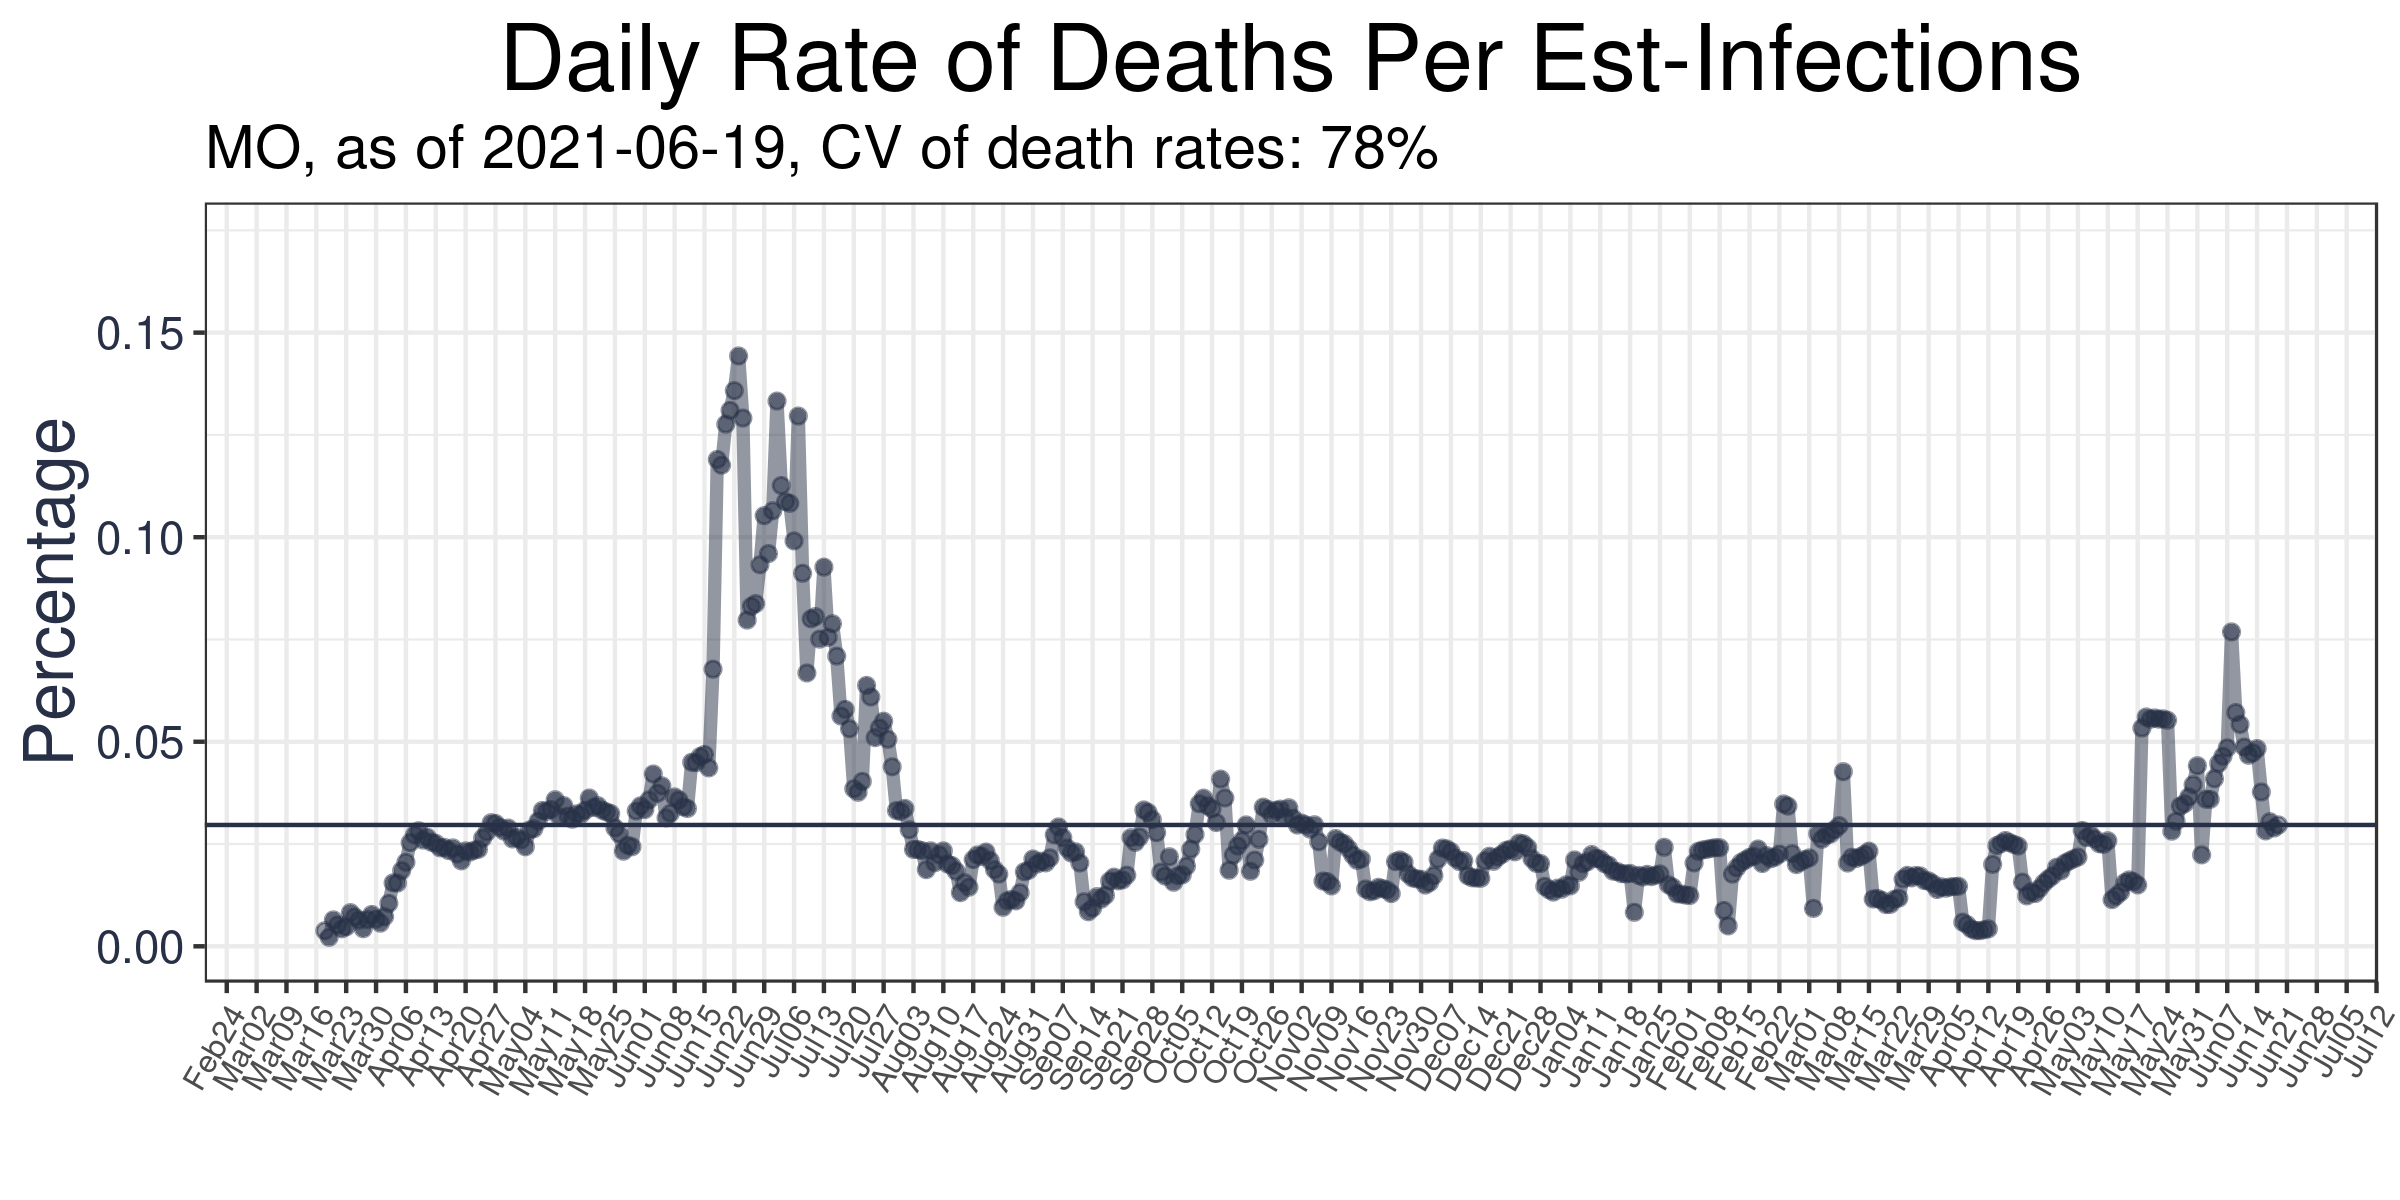 Daily Rate of Deaths Per Est-Infections
MO, as of 2021-06-19, CV of death rates: 78%
Percentage
0.15
0.10
0.05
0.00
Feb24
Mar02
Mar09
Mar16
Mar23
Mar30
Apr06
Apr13
Apr20
Apr27
May04
May11
May18
May25
Jun01
Jun08
Jun15
Jun22
Jun29
Jul06
Jul13
Jul20
Jul27
Aug03
Aug10
Aug17
Aug24
Aug31
Sep07
Sep14
Sep21
Sep28
Oct05
Oct12
Oct19
Oct26
Nov02
Nov09
Nov16
Nov23
Nov30
Dec07
Dec14
Dec21
Dec28
Jan04
Jan11
Jan18
Jan25
Feb01
Feb08
Feb15
Feb22
Mar01
Mar08
Mar15
Mar22
Mar29
Apr05
Apr12
Apr19
Apr26
May03
May10
May17
May24
May31
Jun07
Jun14
Jun21
Jun28
Jul05
Jul12